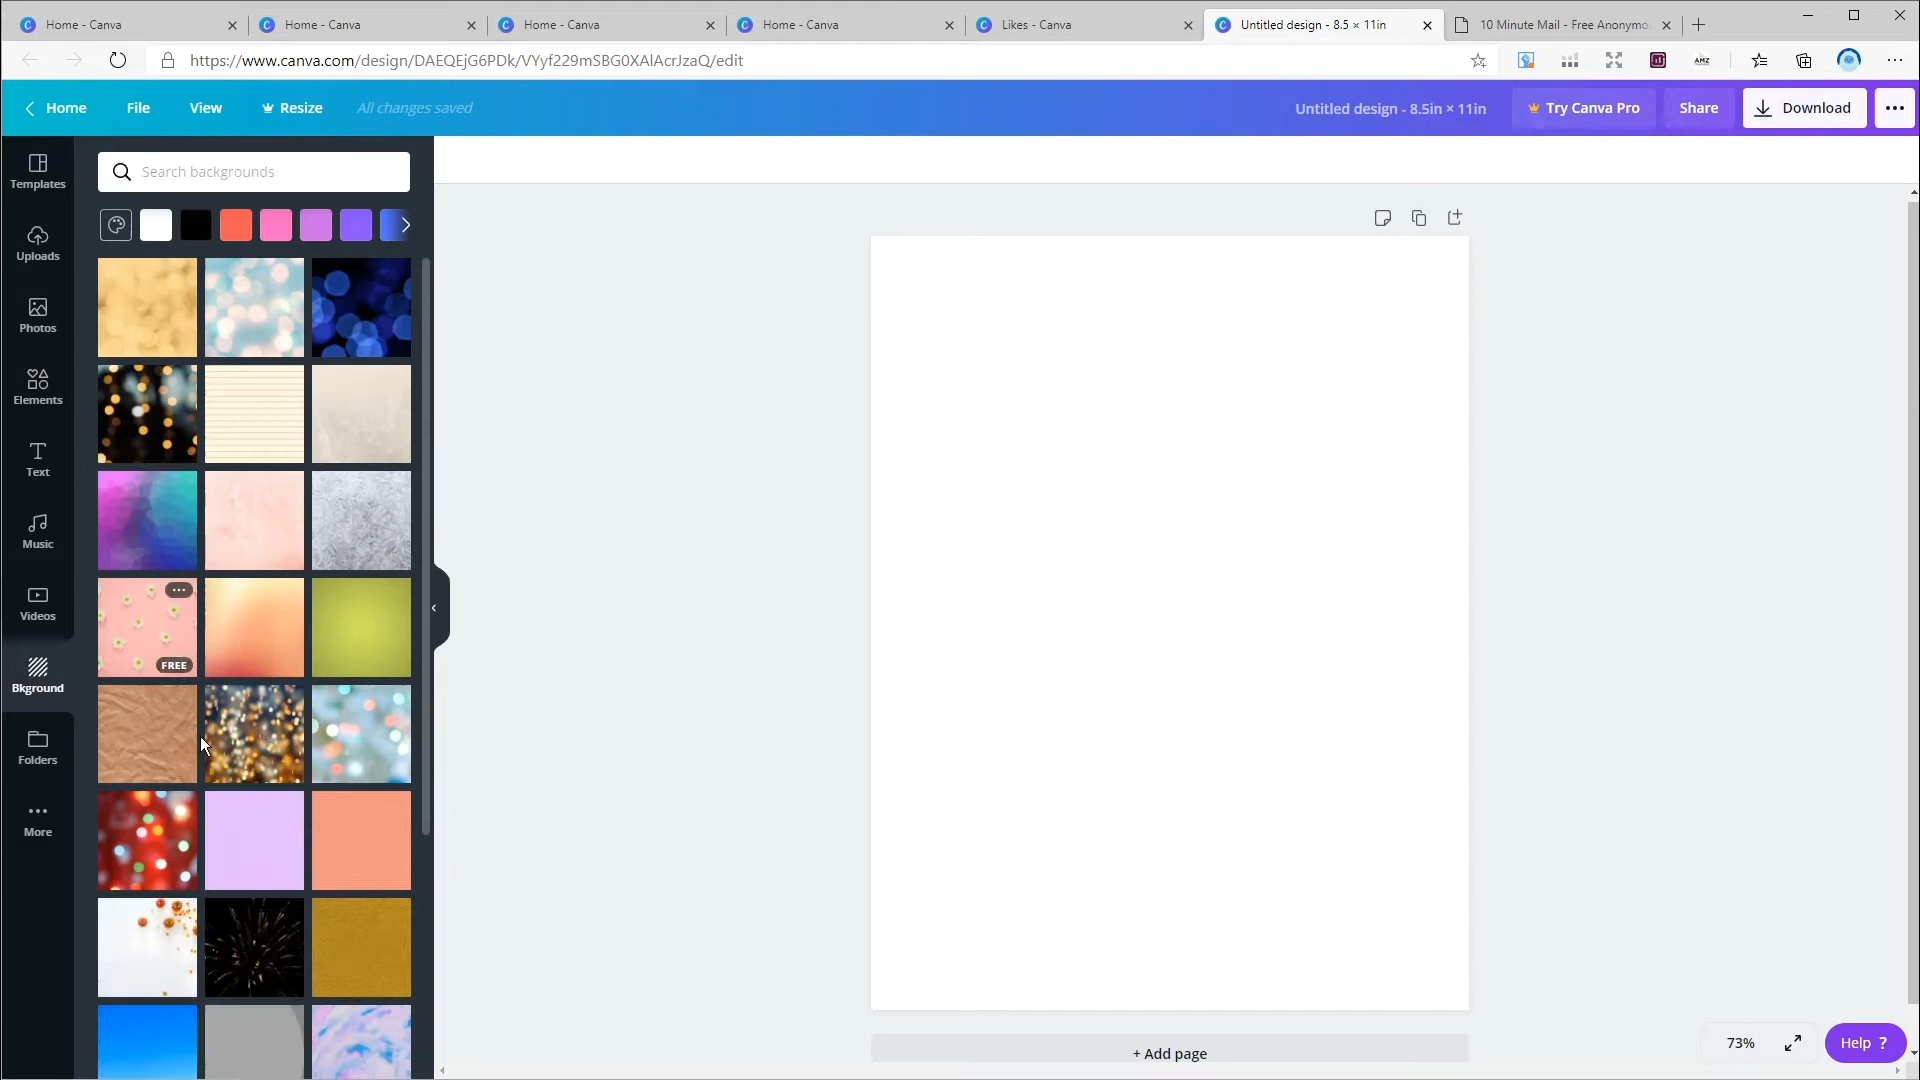 Home - Canva
Home - Canva
Home - Canva
Home - Canva
Likes - Canva
Untitled design - 8.5 × 11in
10 Minute Mail - Free Anonymo
https://www.canva.com/design/DAEQEjG6PDk/VYyf229mSBG0XAlAcrJzaQ/edit
AMZ
Home
File
View
Resize
All changes saved
Untitled design - 8.5in × 11in
Try Canva Pro
Share
Download
Templates
Search backgrounds
Uploads
Photos
Elements
Text
Music
Videos
FREE
Bkground
Folders
More
+ Add page
73%
Help ?